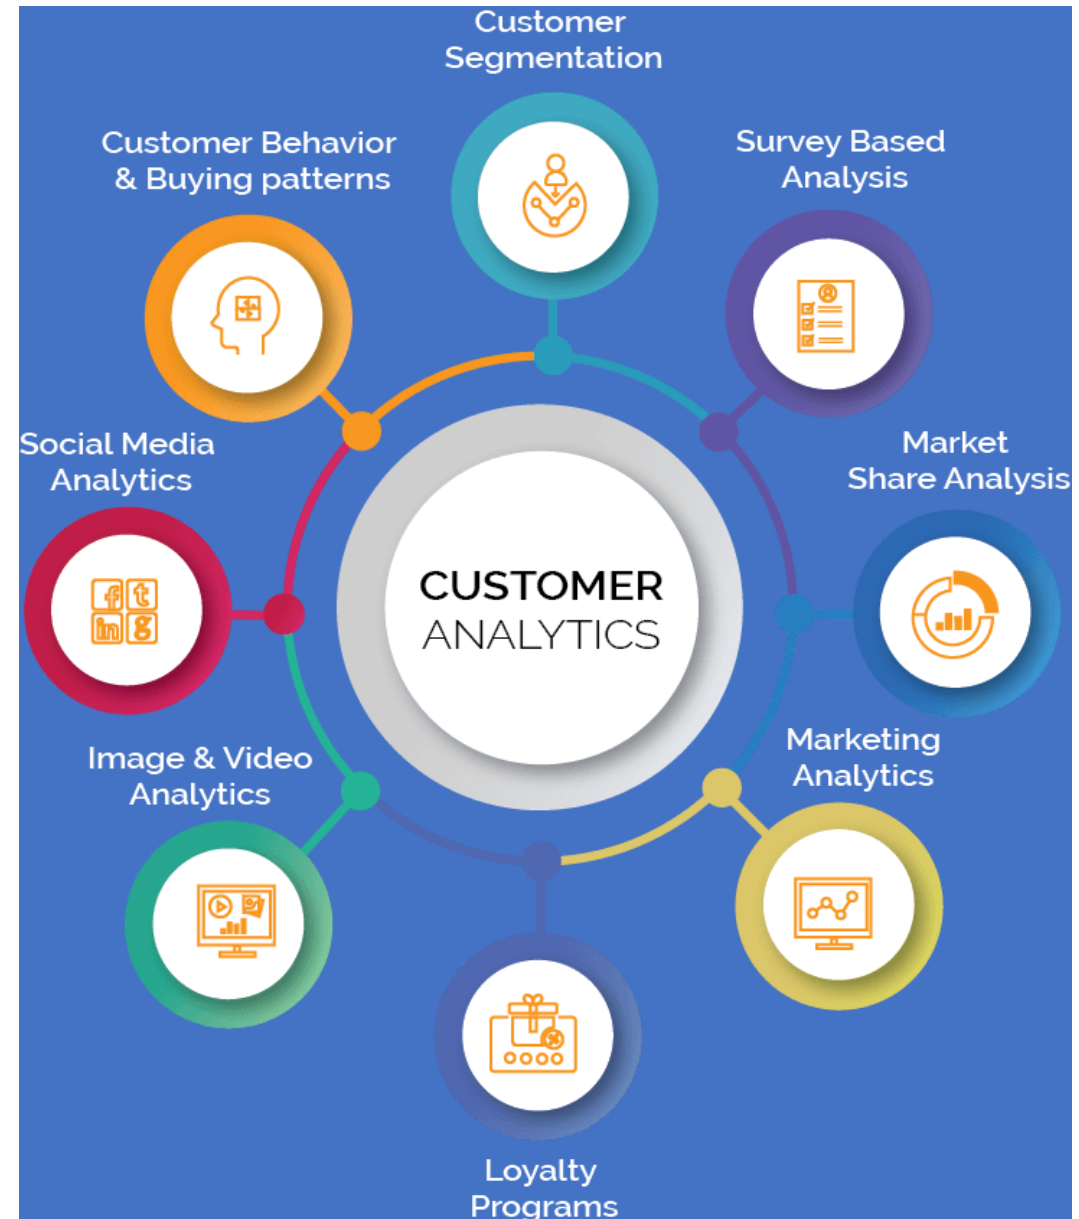 Customer
Segmentation
Customer Behavior
& Buying patterns
Survey Based
Analysis
Social Media
Analytics
Market
Share Analysis
f t
in g
CUSTOMER
ANALYTICS
Image & Video
Analytics
Marketing
Analytics
Loyalty
Programs